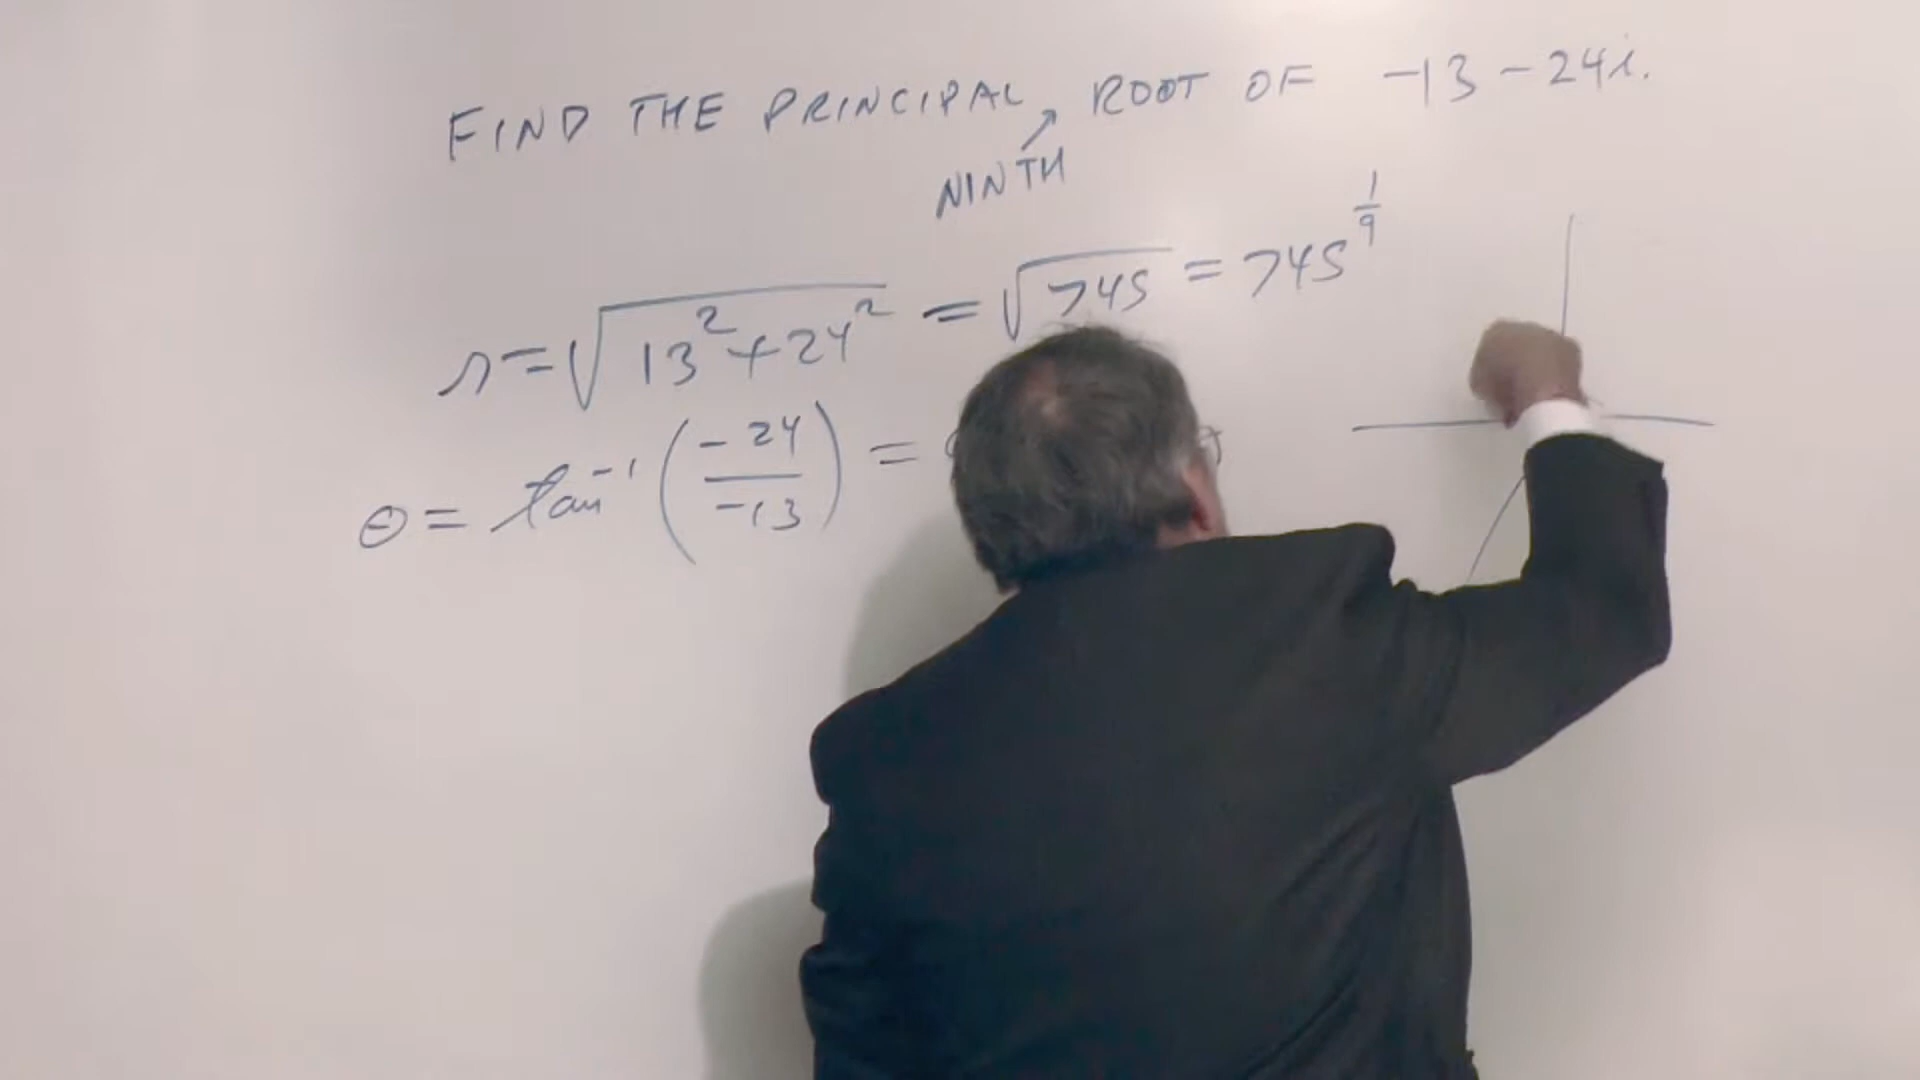 FIND THE PRINCIPAL ROOT OF -13-24i.
NINTH
r=√(13²+24²) = √745 = 745^(1/9)
θ = tan⁻¹(-24/-13) =